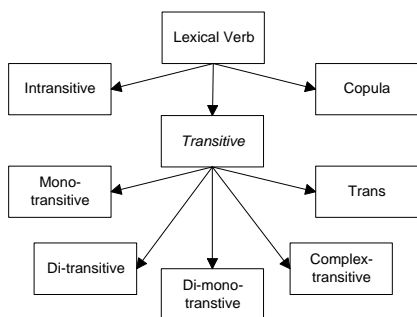 Lexical Verb
Intransitive
Copula
Transitive
Mono-
transitive
Trans
Di-transitive
Di-mono-
transtive
Complex-
transitive